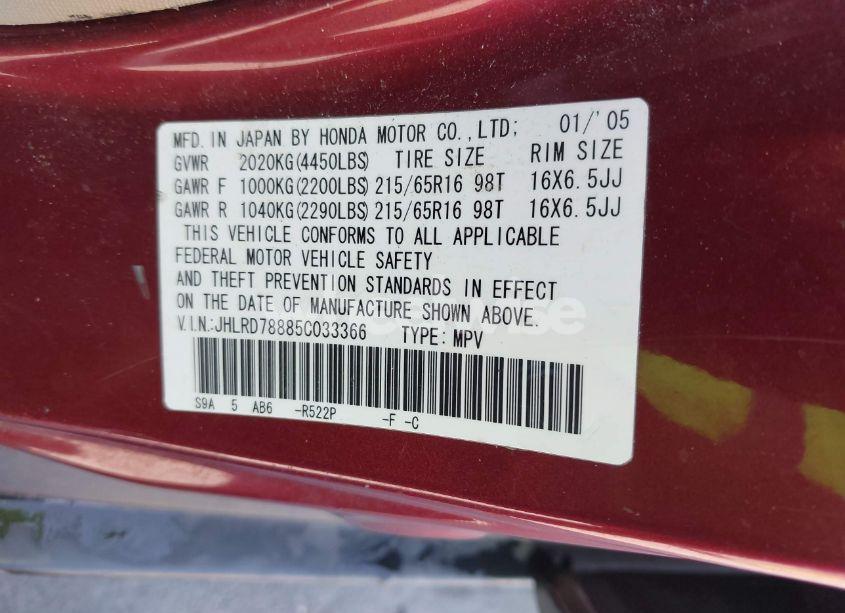 MFD. IN JAPAN BY HONDA MOTOR CO., LTD; 01/'05
GVWR 2020KG(4450LBS) TIRE SIZE RIM SIZE
GAWR F 1000KG(2200LBS) 215/65R16 98T 16X6.5JJ
GAWR R 1040KG(2290LBS) 215/65R16 98T 16X6.5JJ
THIS VEHICLE CONFORMS TO ALL APPLICABLE
FEDERAL MOTOR VEHICLE SAFETY
AND THEFT PREVENTION STANDARDS IN EFFECT
ON THE DATE OF MANUFACTURE SHOWN ABOVE.
V.I.N.:JHLRD78885C033366 TYPE: MPV
S9A 5 AB6 -R522P -F -C